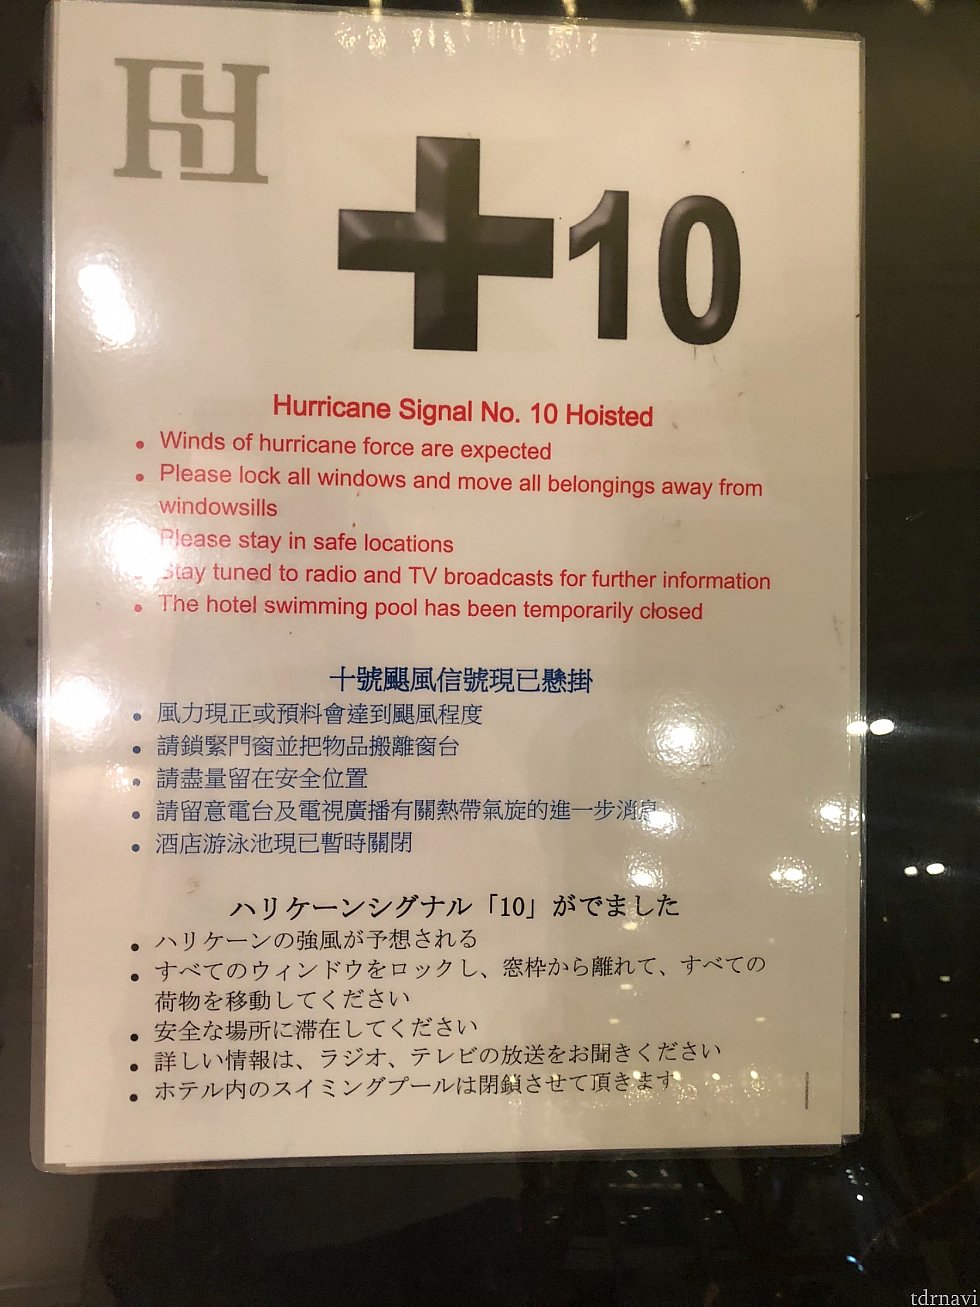 +10
Hurricane Signal No. 10 Hoisted
• Winds of hurricane force are expected
• Please lock all windows and move all belongings away from
windowsills
Please stay in safe locations
• Stay tuned to radio and TV broadcasts for further information
• The hotel swimming pool has been temporarily closed
十號颶風信號現已懸掛
• 風力現正或預料會達到颶風程度
• 請鎖緊門窗並把物品搬離窗台
• 請盡量留在安全位置
• 請留意電台及電視廣播有關熱帶氣旋的進一步消息
• 酒店游泳池現已暫時關閉
ハリケーンシグナル「10」がでました
• ハリケーンの強風が予想される
• すべてのウィンドウをロックし、窓枠から離れて、すべての
荷物を移動してください
• 安全な場所に滞在してください
• 詳しい情報は、ラジオ、テレビの放送をお聞きください
• ホテル内のスイミングプールは閉鎖させて頂きます
tdrnavi